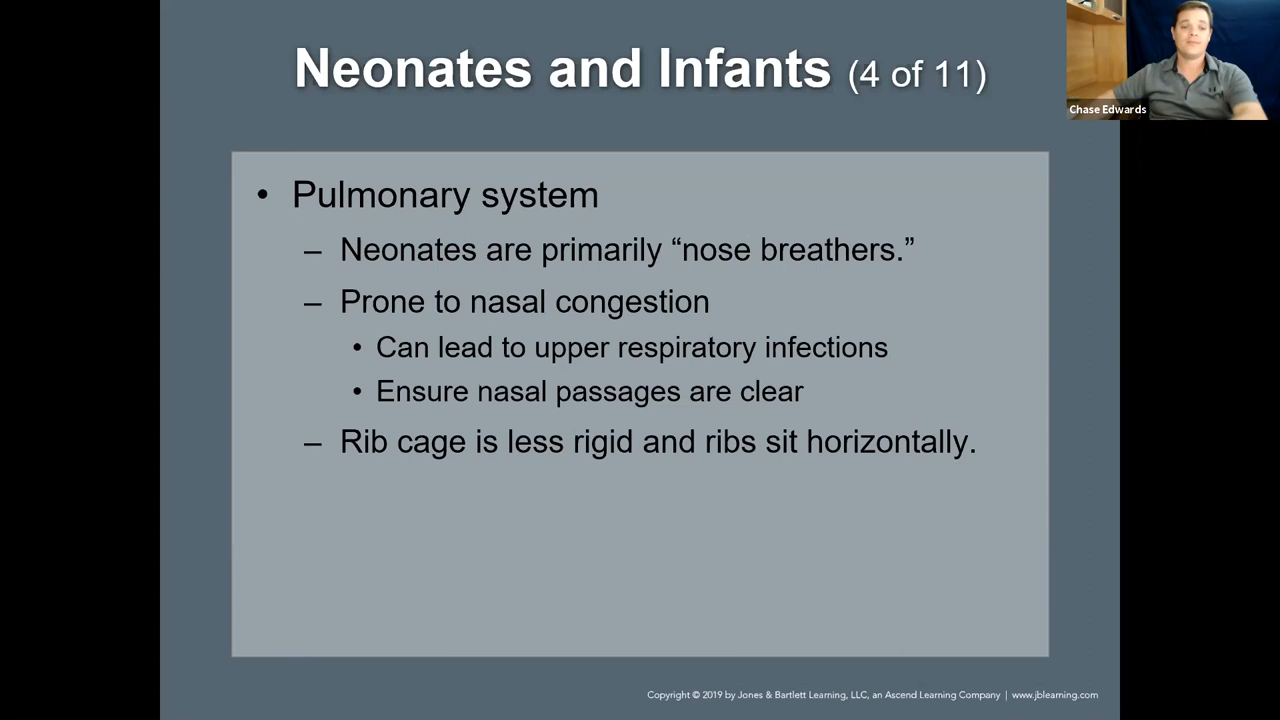 Neonates and Infants (4 of 11)
Chase Edwards
• Pulmonary system
– Neonates are primarily “nose breathers.”
– Prone to nasal congestion
• Can lead to upper respiratory infections
• Ensure nasal passages are clear
– Rib cage is less rigid and ribs sit horizontally.
Copyright © 2019 by Jones & Bartlett Learning, LLC, an Ascend Learning Company | www.jblearning.com